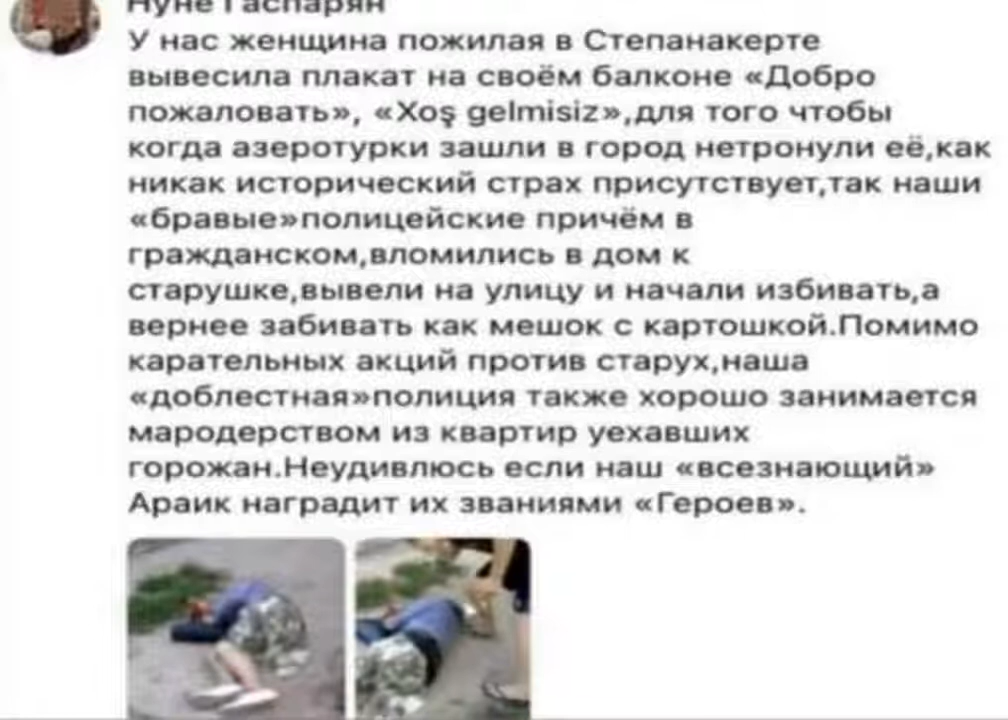 Нуне Гаспарян
У нас женщина пожилая в Степанакерте
вывесила плакат на своём балконе «Добро
пожаловать», «Xoş gelmisiz»,для того чтобы
когда азеротурки зашли в город нетронули её,как
никак исторический страх присутствует,так наши
«бравые»полицейские причём в
гражданском,вломились в дом к
старушке,вывели на улицу и начали избивать,а
вернее забивать как мешок с картошкой.Помимо
карательных акций против старух,наша
«доблестная»полиция также хорошо занимается
мародерством из квартир уехавших
горожан.Неудивлюсь если наш «всезнающий»
Араик наградит их званиями «Героев».